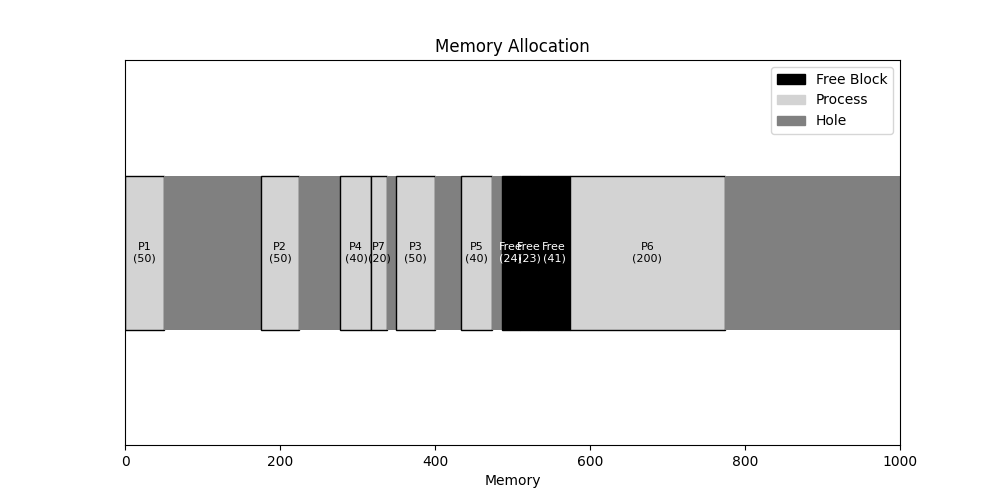 Memory Allocation
Free Block
Process
Hole
P1
(50)
P2
(50)
P4
(40)
P7
(20)
P3
(50)
P5
(40)
Free
(24)
Free
(23)
Free
(41)
P6
(200)
0
200
400
600
800
1000
Memory